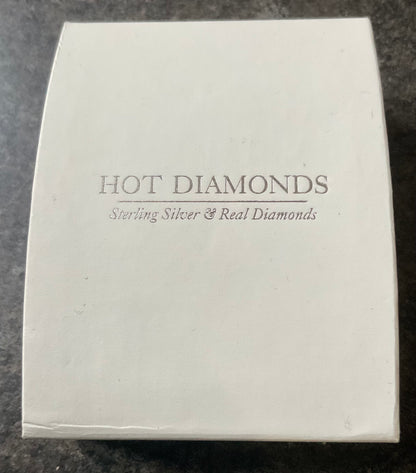 HOT DIAMONDS
Sterling Silver & Real Diamonds